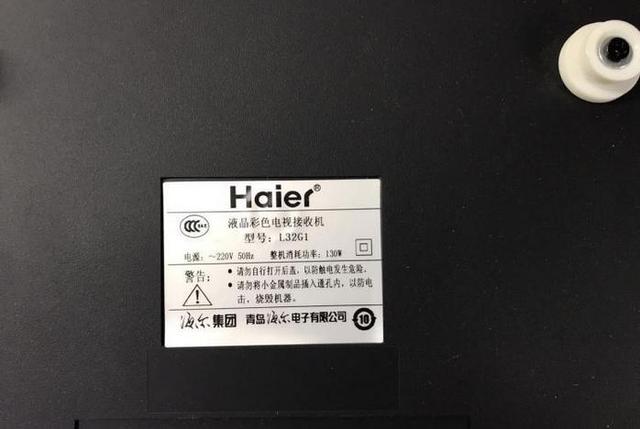 Haier®
液晶彩色电视接收机
型号：L32G1
电源：～220V 50Hz 整机消耗功率：130W
警告：
• 请勿自行打开后盖，以防触电发生危险。
• 请勿将小金属制品插入通孔内，以防电
击，烧毁机器。
海尔集团 青岛海尔电子有限公司 10